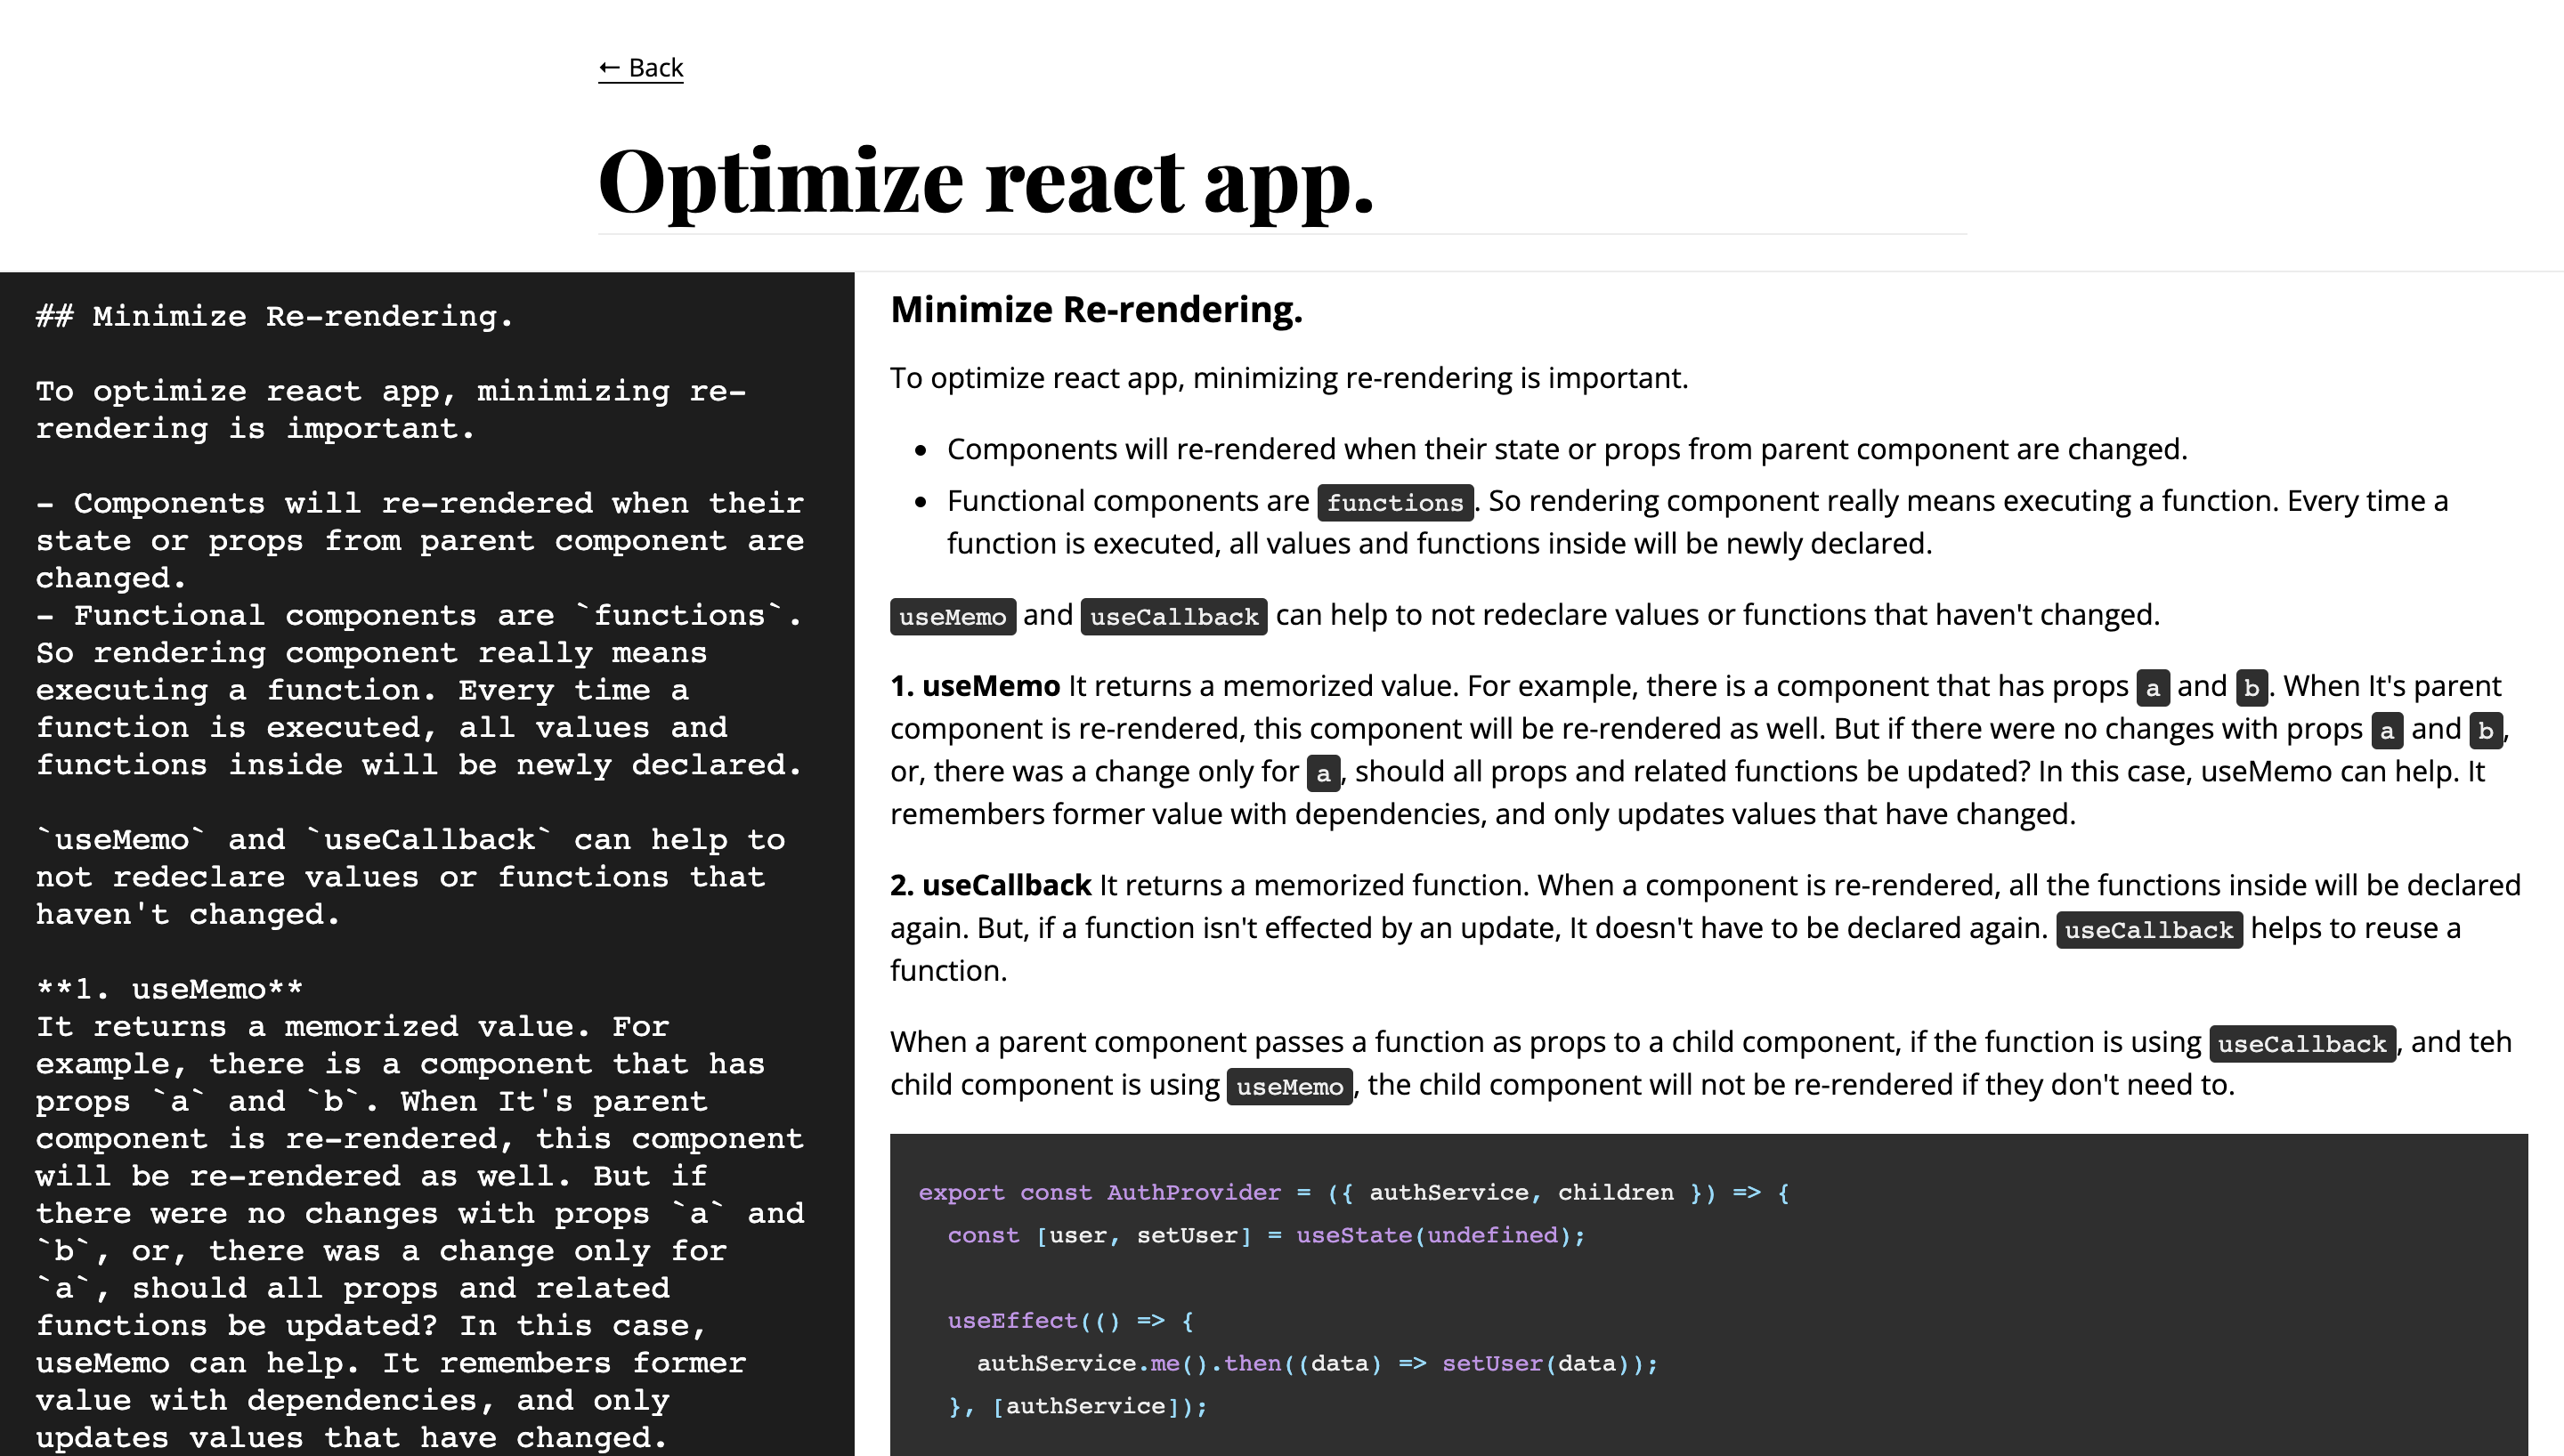 ← Back
Optimize react app.
## Minimize Re-rendering.
To optimize react app, minimizing re-
rendering is important.
- Components will re-rendered when their
state or props from parent component are
changed.
- Functional components are `functions`.
So rendering component really means
executing a function. Every time a
function is executed, all values and
functions inside will be newly declared.
`useMemo` and `useCallback` can help to
not redeclare values or functions that
haven't changed.
**1. useMemo**
It returns a memorized value. For
example, there is a component that has
props `a` and `b`. When It's parent
component is re-rendered, this component
will be re-rendered as well. But if
there were no changes with props `a` and
`b`, or, there was a change only for
`a`, should all props and related
functions be updated? In this case,
useMemo can help. It remembers former
value with dependencies, and only
updates values that have changed.
Minimize Re-rendering.
To optimize react app, minimizing re-rendering is important.
• Components will re-rendered when their state or props from parent component are changed.
• Functional components are functions. So rendering component really means executing a function. Every time a
function is executed, all values and functions inside will be newly declared.
useMemo and useCallback can help to not redeclare values or functions that haven't changed.
1. useMemo It returns a memorized value. For example, there is a component that has props a and b. When It's parent
component is re-rendered, this component will be re-rendered as well. But if there were no changes with props a and b,
or, there was a change only for a, should all props and related functions be updated? In this case, useMemo can help. It
remembers former value with dependencies, and only updates values that have changed.
2. useCallback It returns a memorized function. When a component is re-rendered, all the functions inside will be declared
again. But, if a function isn't effected by an update, It doesn't have to be declared again. useCallback helps to reuse a
function.
When a parent component passes a function as props to a child component, if the function is using useCallback, and teh
child component is using useMemo, the child component will not be re-rendered if they don't need to.
export const AuthProvider = ({ authService, children }) => {
const [user, setUser] = useState(undefined);
useEffect(() => {
authService.me().then((data) => setUser(data));
}, [authService]);